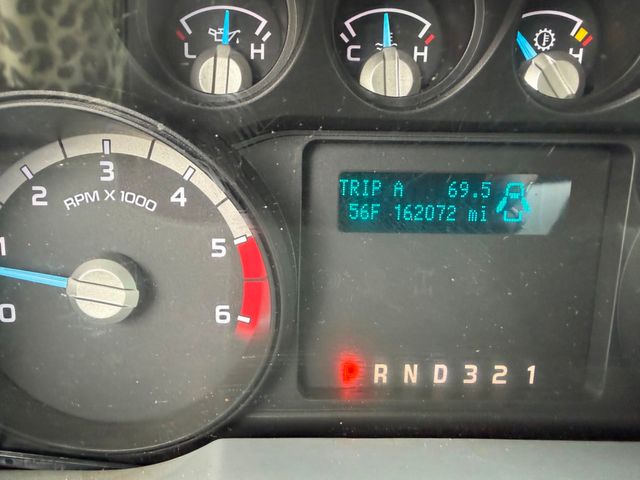 L H
C H
H
1 2 3 4 5 6
RPM X 1000
0
TRIP A 69.5
56F 162072 mi
P R N D 3 2 1